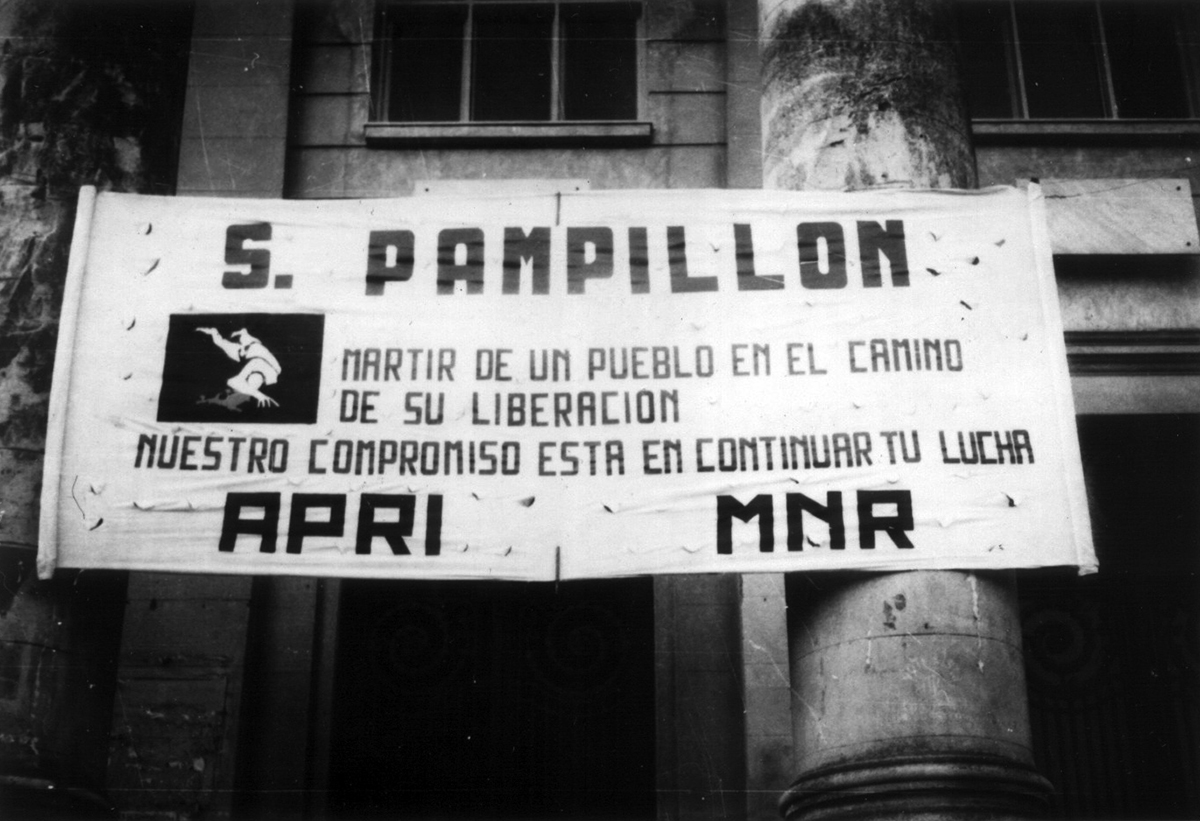 S. PAMPILLON
MARTIR DE UN PUEBLO EN EL CAMINO
DE SU LIBERACIÓN
NUESTRO COMPROMISO ESTA EN CONTINUAR TU LUCHA
APRI MNR